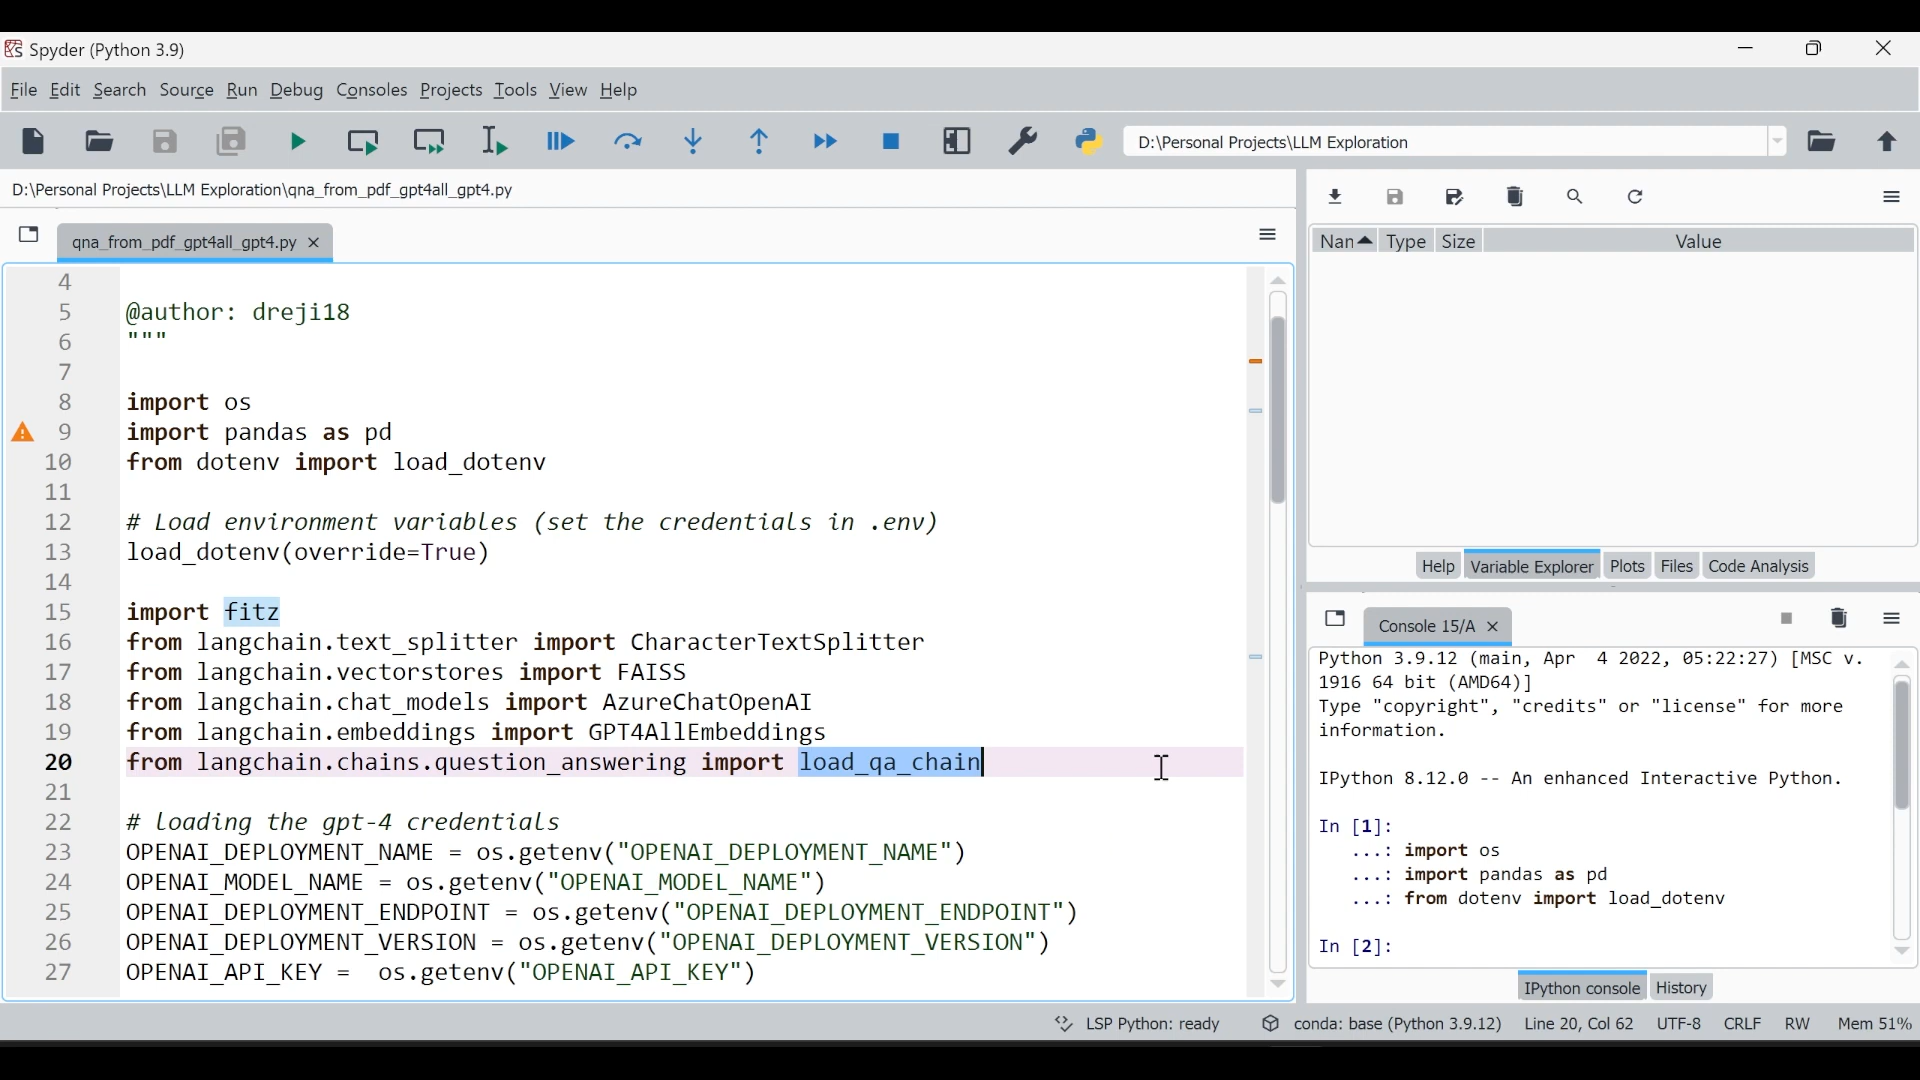 Spyder (Python 3.9)
File Edit Search Source Run Debug Consoles Projects Tools View Help
D:\Personal Projects\LLM Exploration
D:\Personal Projects\LLM Exploration\qna_from_pdf_gpt4all_gpt4.py
qna_from_pdf_gpt4all_gpt4.py
4
5 @author: dreji18
6 """
7
8 import os
9 import pandas as pd
10 from dotenv import load_dotenv
11
12 # Load environment variables (set the credentials in .env)
13 load_dotenv(override=True)
14
15 import fitz
16 from langchain.text_splitter import CharacterTextSplitter
17 from langchain.vectorstores import FAISS
18 from langchain.chat_models import AzureChatOpenAI
19 from langchain.embeddings import GPT4AllEmbeddings
20 from langchain.chains.question_answering import load_qa_chain
21
22 # loading the gpt-4 credentials
23 OPENAI_DEPLOYMENT_NAME = os.getenv("OPENAI_DEPLOYMENT_NAME")
24 OPENAI_MODEL_NAME = os.getenv("OPENAI_MODEL_NAME")
25 OPENAI_DEPLOYMENT_ENDPOINT = os.getenv("OPENAI_DEPLOYMENT_ENDPOINT")
26 OPENAI_DEPLOYMENT_VERSION = os.getenv("OPENAI_DEPLOYMENT_VERSION")
27 OPENAI_API_KEY =  os.getenv("OPENAI_API_KEY")
Nan Type Size Value
Help Variable Explorer Plots Files Code Analysis
Console 15/A
Python 3.9.12 (main, Apr  4 2022, 05:22:27) [MSC v.
1916 64 bit (AMD64)]
Type "copyright", "credits" or "license" for more
information.
IPython 8.12.0 -- An enhanced Interactive Python.
In [1]:
...: import os
...: import pandas as pd
...: from dotenv import load_dotenv
In [2]:
IPython console History
LSP Python: ready conda: base (Python 3.9.12) Line 20, Col 62 UTF-8 CRLF RW Mem 51%